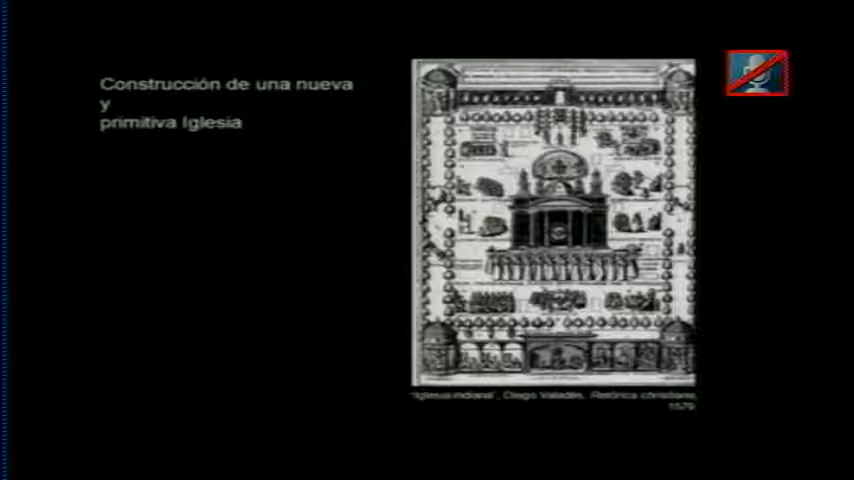 Construcción de una nueva
y
primitiva Iglesia
"Iglesia indiana", Diego Valadés, Retórica christiana,
1579